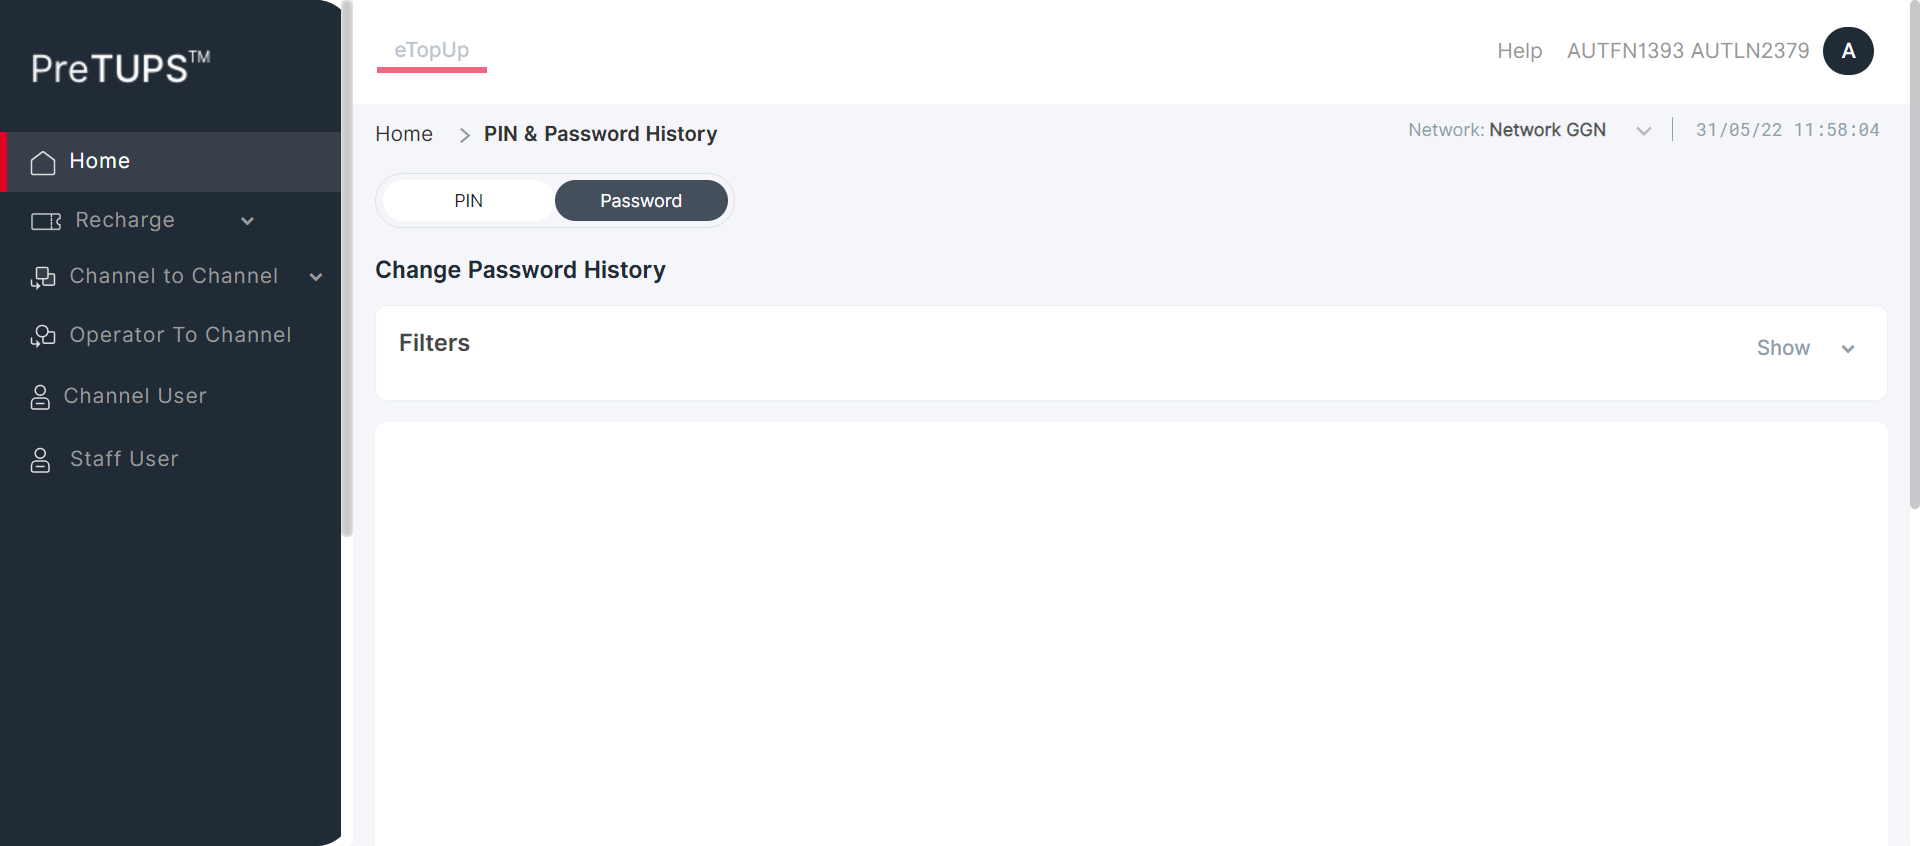 PreTUPS™
Home
Recharge
Channel to Channel
Operator To Channel
Channel User
Staff User
eTopUp
Help AUTFN1393 AUTLN2379 A
Home > PIN & Password History
Network: Network GGN 31/05/22 11:58:04
PIN Password
Change Password History
Filters
Show